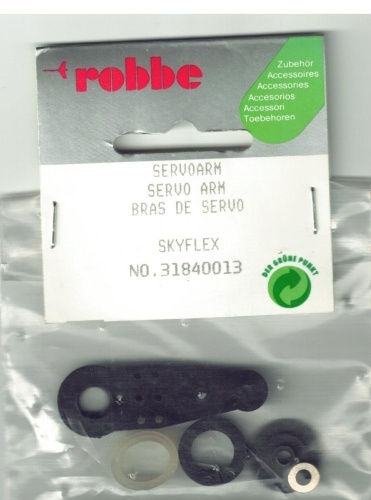 robbe
Zubehör
Accessoires
Accessories
Accesorios
Accessori
Toebehoren
SERVOARM
SERVO ARM
BRAS DE SERVO
SKYFLEX
NO.31840013
DER GRÜNE PUNKT